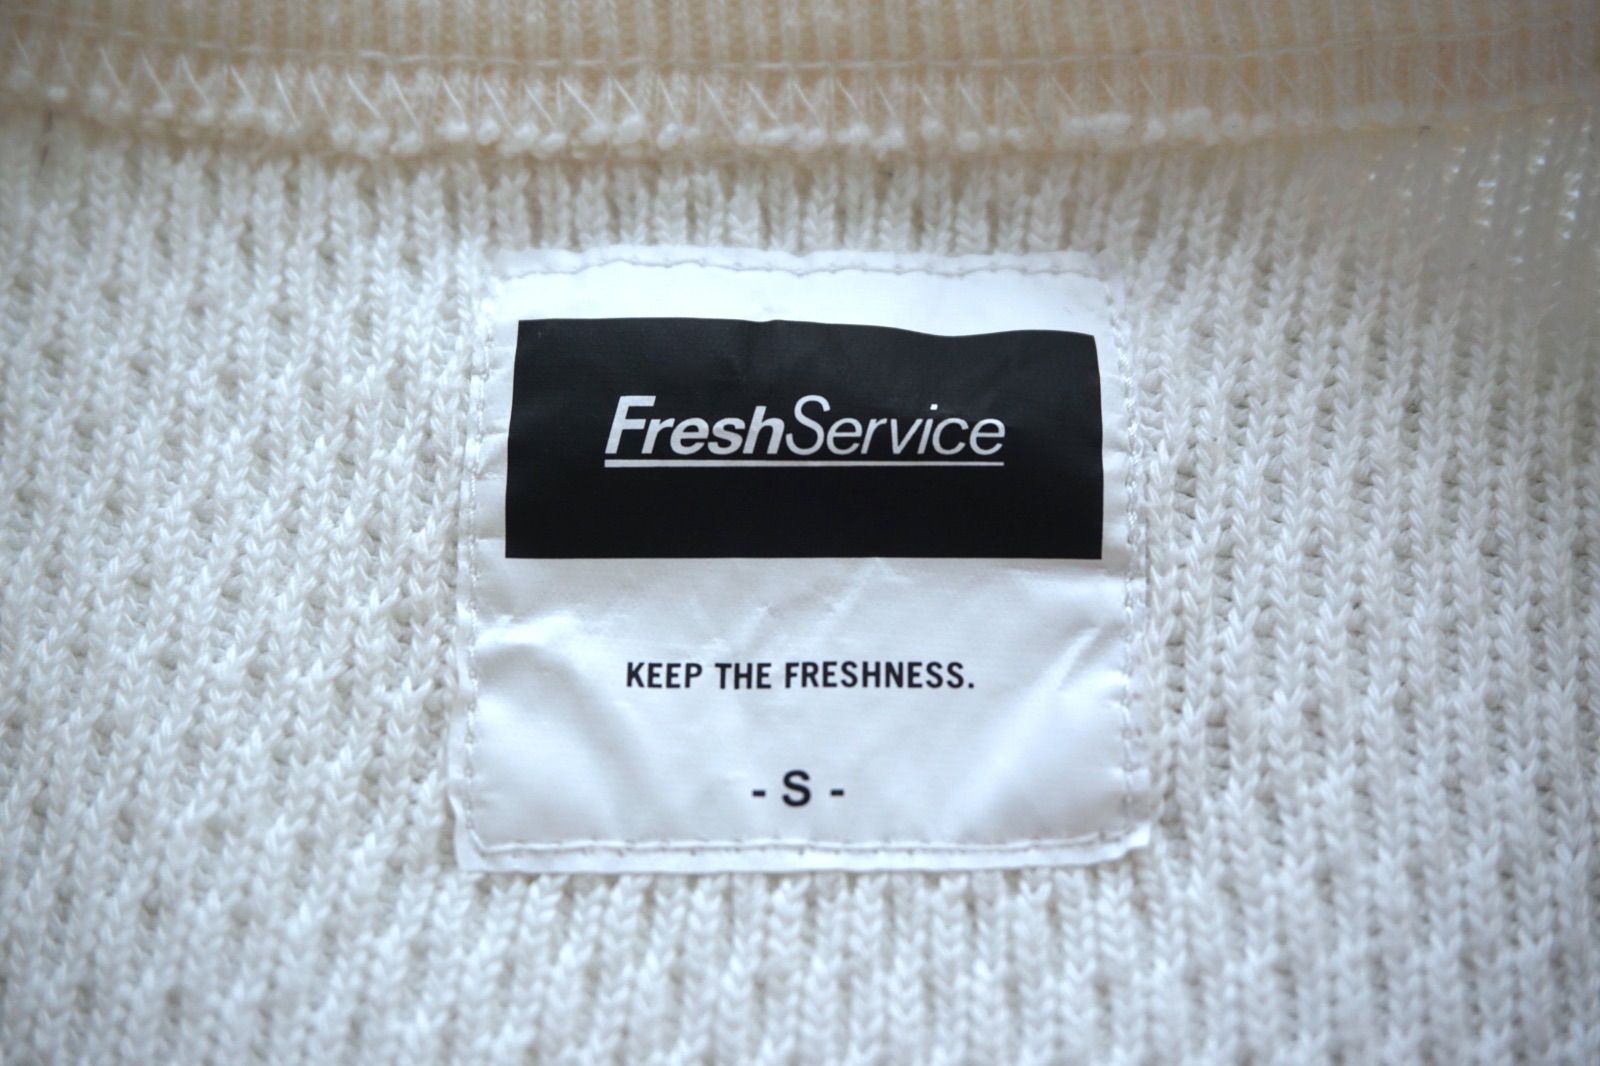 FreshService
KEEP THE FRESHNESS.
- S -